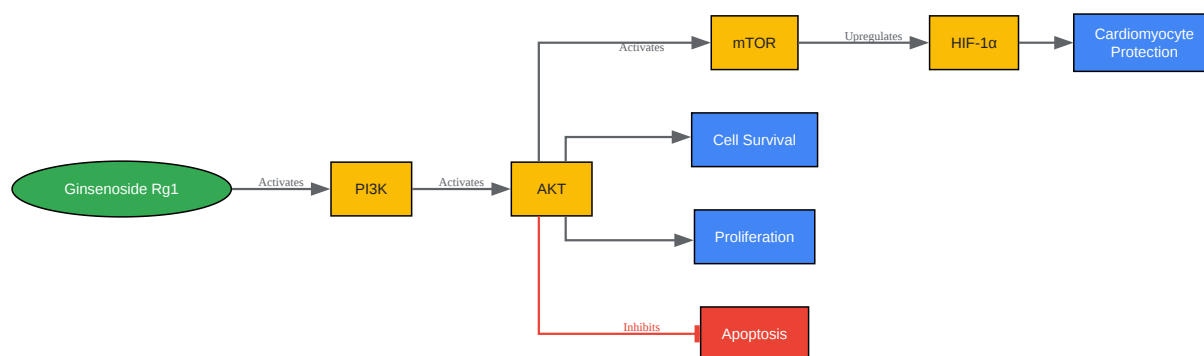 Cardiomyocyte
Protection
mTOR
HIF-1α
Activates
Upregulates
Cell Survival
Ginsenoside Rg1
Activates
PI3K
Activates
AKT
Proliferation
Inhibits
Apoptosis